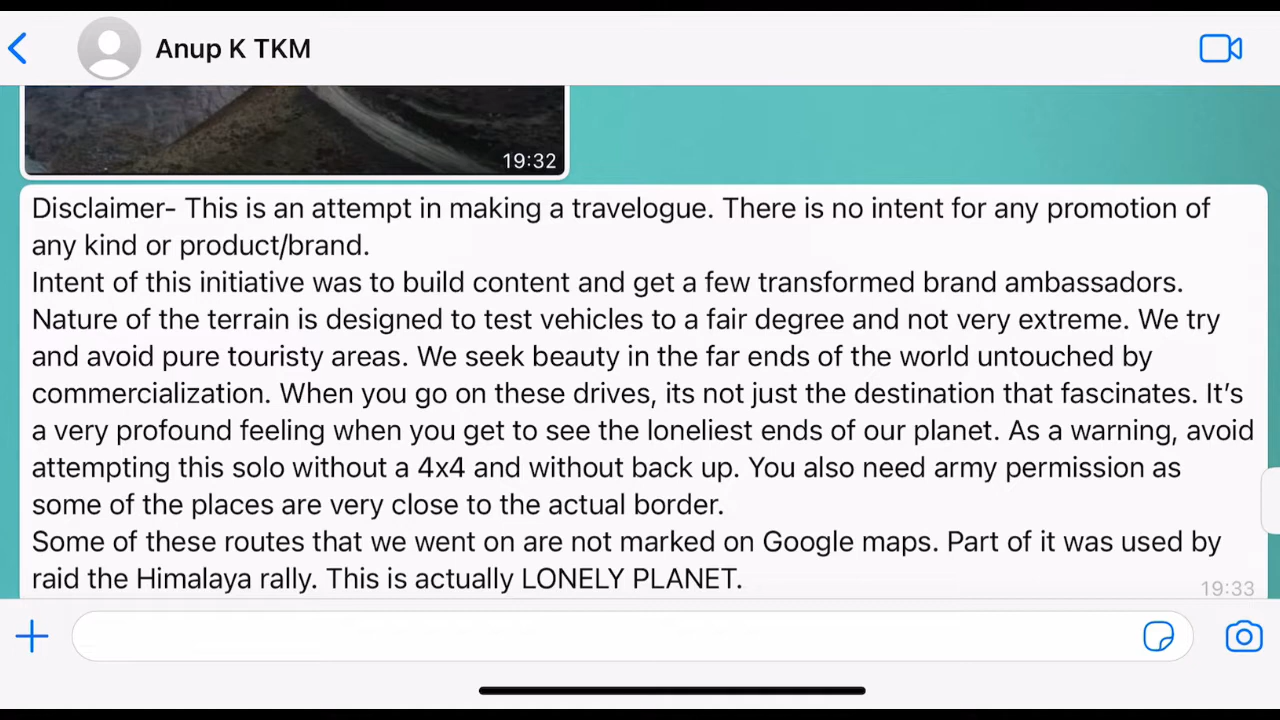 Anup K TKM
19:32
Disclaimer- This is an attempt in making a travelogue. There is no intent for any promotion of
any kind or product/brand.
Intent of this initiative was to build content and get a few transformed brand ambassadors.
Nature of the terrain is designed to test vehicles to a fair degree and not very extreme. We try
and avoid pure touristy areas. We seek beauty in the far ends of the world untouched by
commercialization. When you go on these drives, its not just the destination that fascinates. It’s
a very profound feeling when you get to see the loneliest ends of our planet. As a warning, avoid
attempting this solo without a 4x4 and without back up. You also need army permission as
some of the places are very close to the actual border.
Some of these routes that we went on are not marked on Google maps. Part of it was used by
raid the Himalaya rally. This is actually LONELY PLANET.
19:33